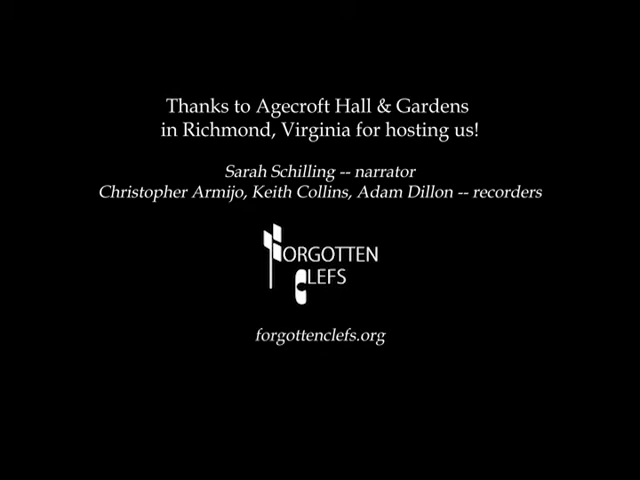 Thanks to Agecroft Hall & Gardens
in Richmond, Virginia for hosting us!
Sarah Schilling -- narrator
Christopher Armijo, Keith Collins, Adam Dillon -- recorders
FORGOTTEN
CLEFS
forgottenclefs.org